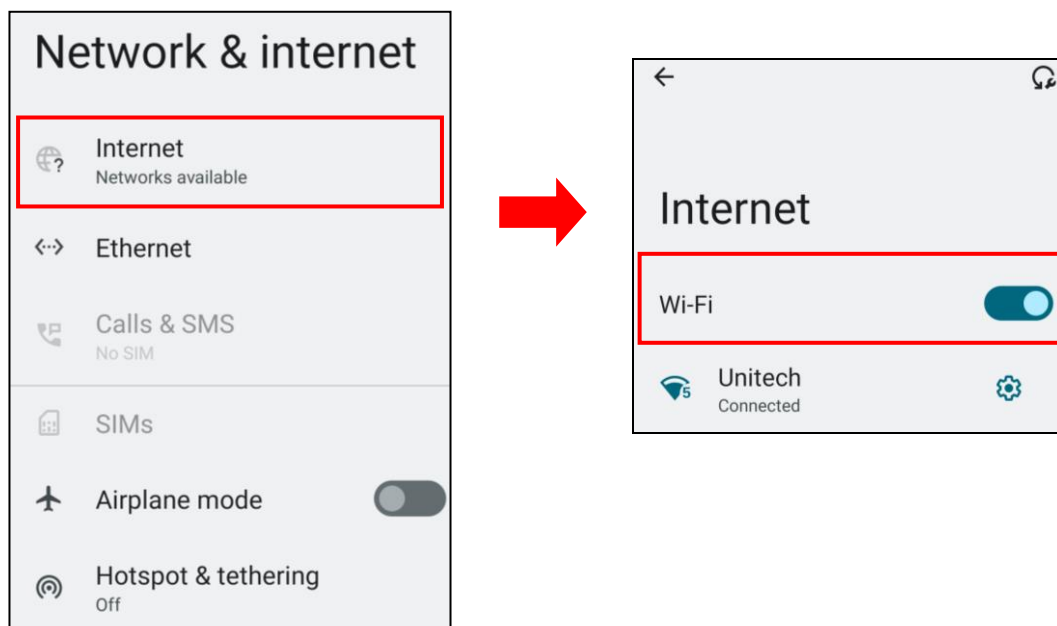 Network & internet
Internet
Networks available
Ethernet
Calls & SMS
No SIM
SIMs
Airplane mode
Hotspot & tethering
Off
Internet
Wi-Fi
5
Unitech
Connected